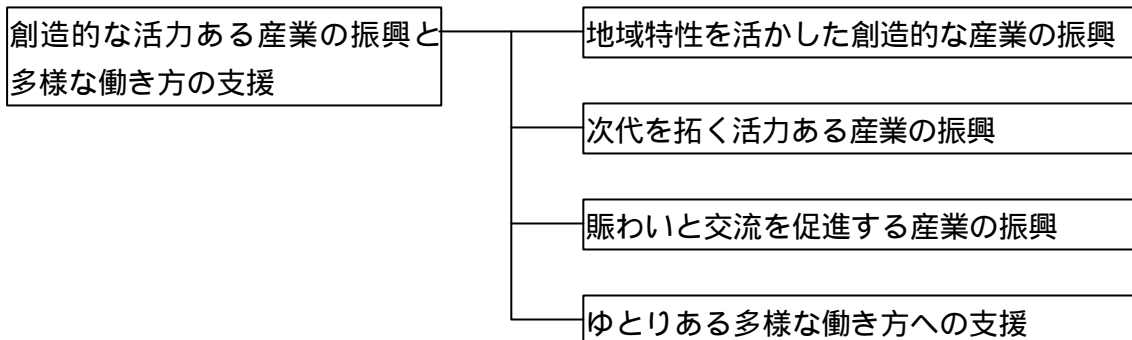 創造的な活力ある産業の振興と
多様な働き方の支援
地域特性を活かした創造的な産業の振興
次代を拓く活力ある産業の振興
賑わいと交流を促進する産業の振興
ゆとりある多様な働き方への支援